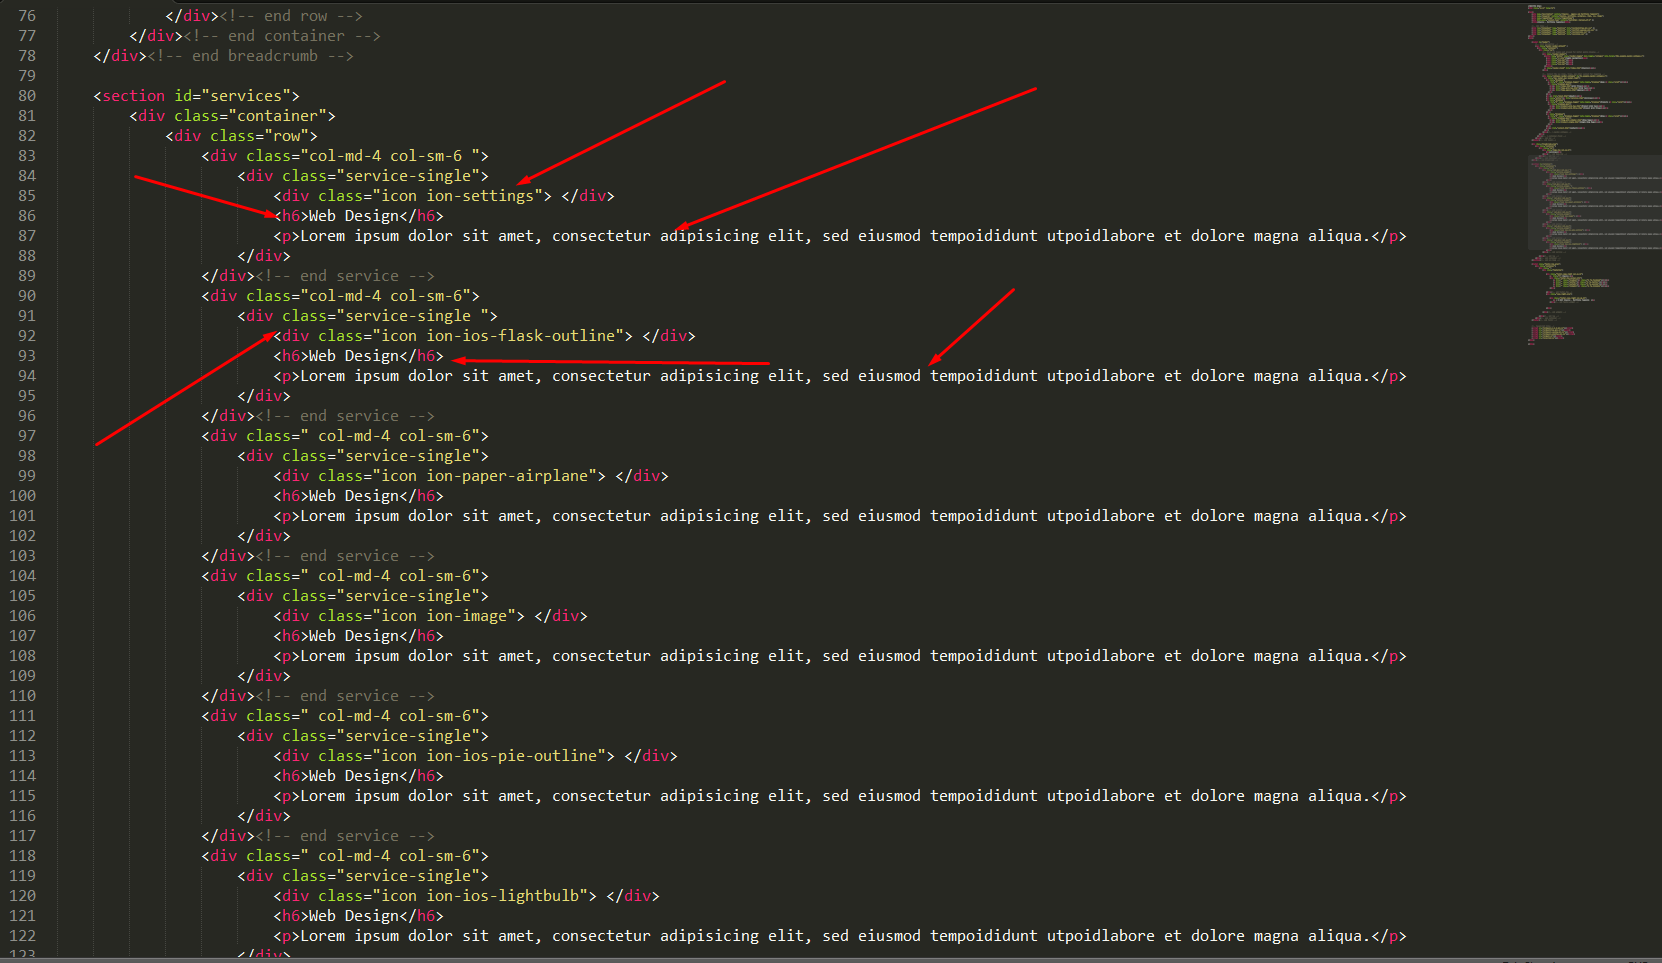 76 </div><!-- end row -->
77 </div><!-- end container -->
78 </div><!-- end breadcrumb -->
79
80 <section id="services">
81 <div class="container">
82 <div class="row">
83 <div class="col-md-4 col-sm-6 ">
84 <div class="service-single">
85 <div class="icon ion-settings"> </div>
86 <h6>Web Design</h6>
87 <p>Lorem ipsum dolor sit amet, consectetur adipisicing elit, sed eiusmod tempoididunt utpoidlabore et dolore magna aliqua.</p>
88 </div>
89 </div><!-- end service -->
90 <div class="col-md-4 col-sm-6">
91 <div class="service-single ">
92 <div class="icon ion-ios-flask-outline"> </div>
93 <h6>Web Design</h6>
94 <p>Lorem ipsum dolor sit amet, consectetur adipisicing elit, sed eiusmod tempoididunt utpoidlabore et dolore magna aliqua.</p>
95 </div>
96 </div><!-- end service -->
97 <div class=" col-md-4 col-sm-6">
98 <div class="service-single">
99 <div class="icon ion-paper-airplane"> </div>
100 <h6>Web Design</h6>
101 <p>Lorem ipsum dolor sit amet, consectetur adipisicing elit, sed eiusmod tempoididunt utpoidlabore et dolore magna aliqua.</p>
102 </div>
103 </div><!-- end service -->
104 <div class=" col-md-4 col-sm-6">
105 <div class="service-single">
106 <div class="icon ion-image"> </div>
107 <h6>Web Design</h6>
108 <p>Lorem ipsum dolor sit amet, consectetur adipisicing elit, sed eiusmod tempoididunt utpoidlabore et dolore magna aliqua.</p>
109 </div>
110 </div><!-- end service -->
111 <div class=" col-md-4 col-sm-6">
112 <div class="service-single">
113 <div class="icon ion-ios-pie-outline"> </div>
114 <h6>Web Design</h6>
115 <p>Lorem ipsum dolor sit amet, consectetur adipisicing elit, sed eiusmod tempoididunt utpoidlabore et dolore magna aliqua.</p>
116 </div>
117 </div><!-- end service -->
118 <div class=" col-md-4 col-sm-6">
119 <div class="service-single">
120 <div class="icon ion-ios-lightbulb"> </div>
121 <h6>Web Design</h6>
122 <p>Lorem ipsum dolor sit amet, consectetur adipisicing elit, sed eiusmod tempoididunt utpoidlabore et dolore magna aliqua.</p>
123 </div>